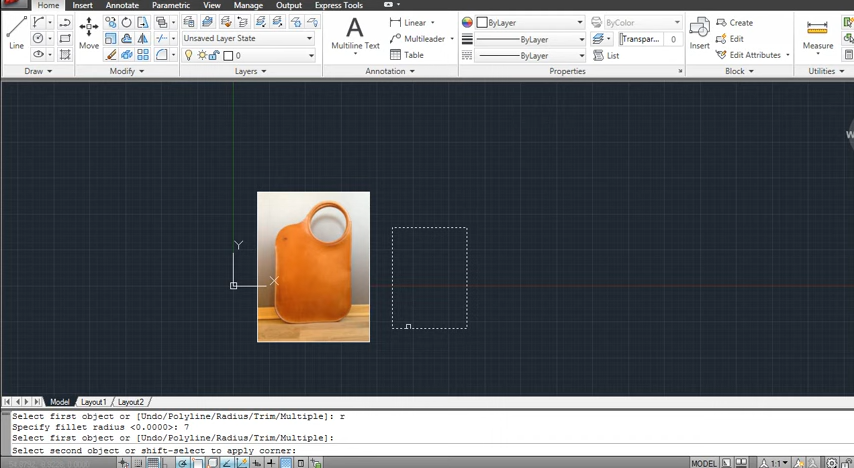 Home Insert Annotate Parametric View Manage Output Express Tools
Line
Move
Unsaved Layer State
0
A
Multiline Text
Linear
Multileader
Table
ByLayer
ByLayer
ByLayer
ByColor
Transpar... 0
List
Insert
Create
Edit
Edit Attributes
Measure
Draw Modify Layers Annotation Properties Block Utilities
W
Y
X
Model Layout1 Layout2
Select first object or [Undo/Polyline/Radius/Trim/Multiple]: r
Specify fillet radius <0.0000>: 7
Select first object or [Undo/Polyline/Radius/Trim/Multiple]:
Select second object or shift-select to apply corner:
MODEL 1:1